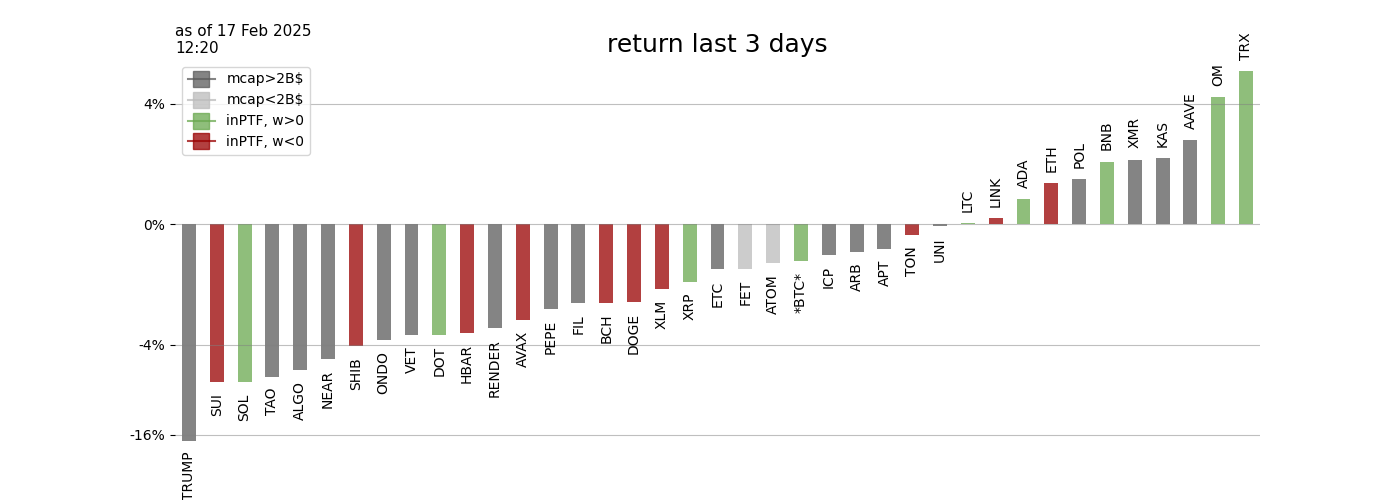 as of 17 Feb 2025
12:20
return last 3 days
mcap>2B$
mcap<2B$
inPTF, w>0
inPTF, w<0
4%
0%
-4%
-16%
TRUMP
SUI
SOL
TAO
ALGO
NEAR
SHIB
ONDO
VET
DOT
HBAR
RENDER
AVAX
PEPE
FIL
BCH
DOGE
XLM
XRP
ETC
FET
ATOM
*BTC*
ICP
ARB
APT
TON
UNI
LTC
LINK
ADA
ETH
POL
BNB
XMR
KAS
AAVE
OM
TRX